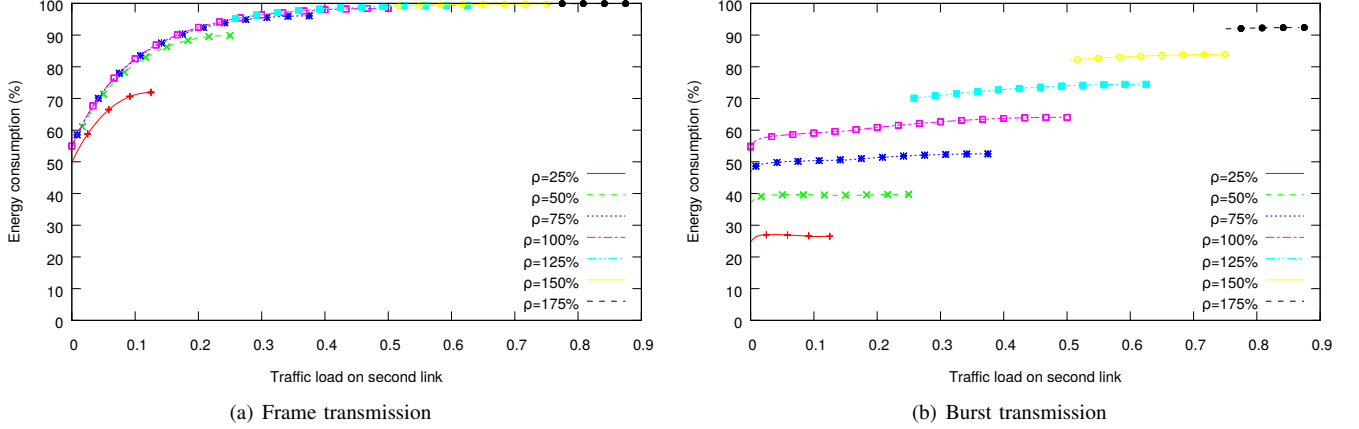 100
90
80
70
60
50
40
30
20
10
0
Energy consumption (%)
ρ=25%
ρ=50%
ρ=75%
ρ=100%
ρ=125%
ρ=150%
ρ=175%
0 0.1 0.2 0.3 0.4 0.5 0.6 0.7 0.8 0.9
Traffic load on second link
(a) Frame transmission
100
90
80
70
60
50
40
30
20
10
0
Energy consumption (%)
ρ=25%
ρ=50%
ρ=75%
ρ=100%
ρ=125%
ρ=150%
ρ=175%
0 0.1 0.2 0.3 0.4 0.5 0.6 0.7 0.8 0.9
Traffic load on second link
(b) Burst transmission